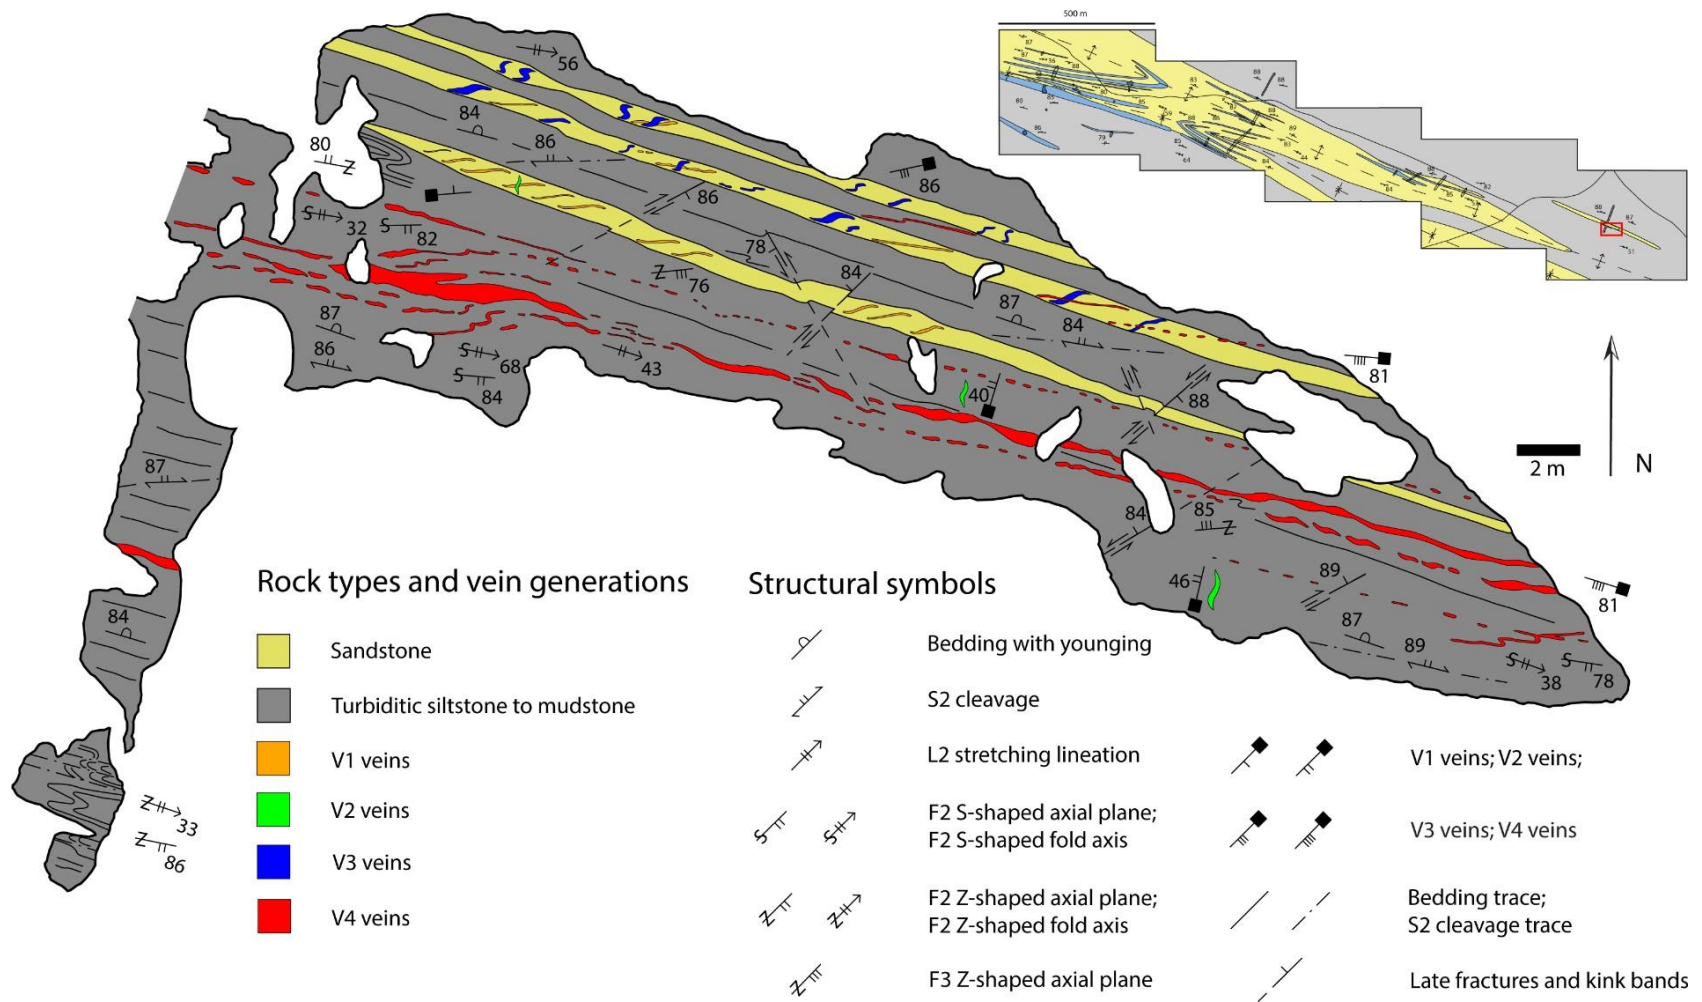 500 m
56
84
80
Z
86
86
86
S
32
S
82
78
Z
76
84
87
84
87
86
S
68
S
84
43
40
88
81
2 m
N
87
84
85
Z
46
89
81
87
89
S
38
S
78
84
Z
33
Z
86
Rock types and vein generations
Sandstone
Turbiditic siltstone to mudstone
V1 veins
V2 veins
V3 veins
V4 veins
Structural symbols
Bedding with younging
S2 cleavage
L2 stretching lineation
V1 veins; V2 veins;
S
S
F2 S-shaped axial plane;
F2 S-shaped fold axis
V3 veins; V4 veins
Z
Z
F2 Z-shaped axial plane;
F2 Z-shaped fold axis
Bedding trace;
S2 cleavage trace
Z
F3 Z-shaped axial plane
Late fractures and kink bands